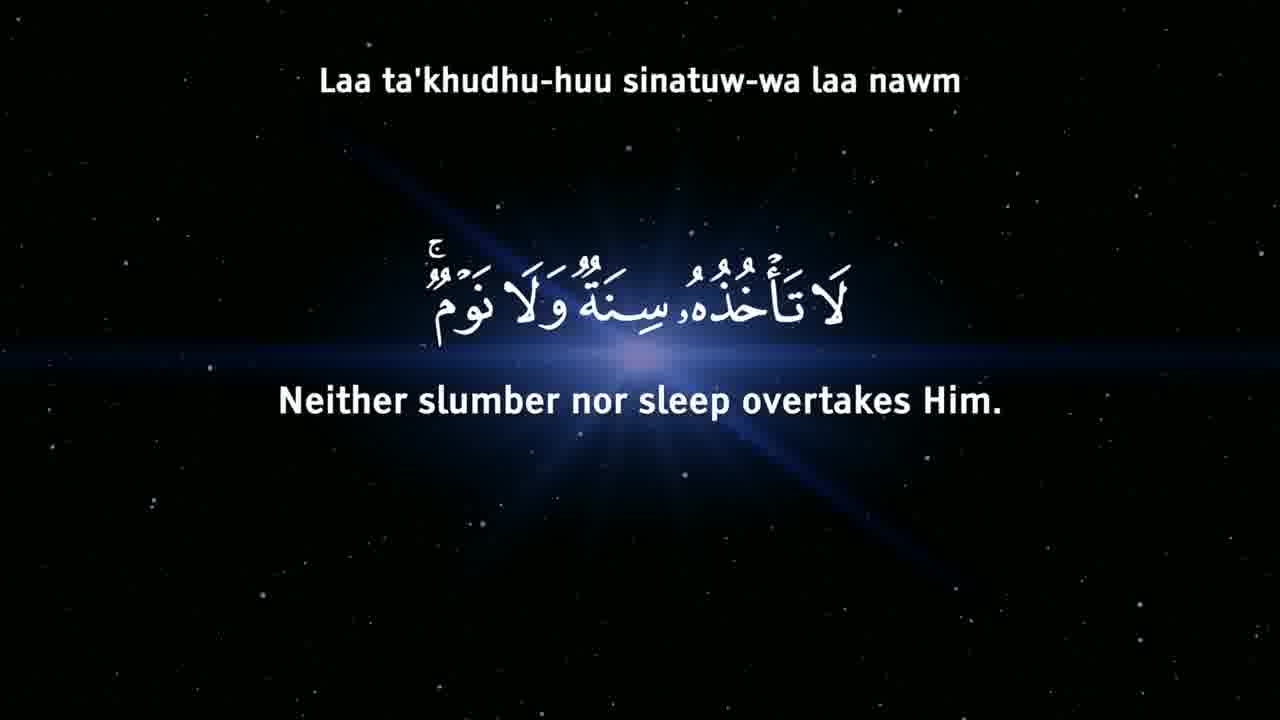 Laa ta'khudhu-huu sinatuw-wa laa nawm
لَا تَأۡخُذُهُۥ سِنَةٌ وَلَا نَوۡمٌۚ
Neither slumber nor sleep overtakes Him.